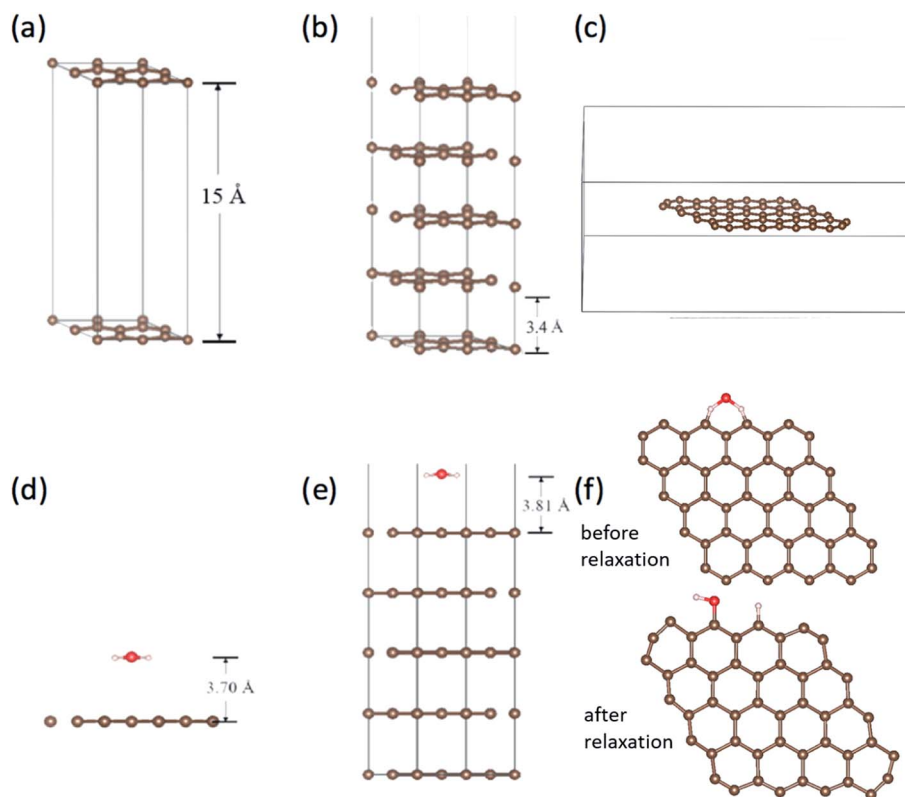 (a)
(b)
(c)
15 Å
3.4 Å
(d)
(e)
(f)
3.81 Å
before
relaxation
3.70 Å
after
relaxation